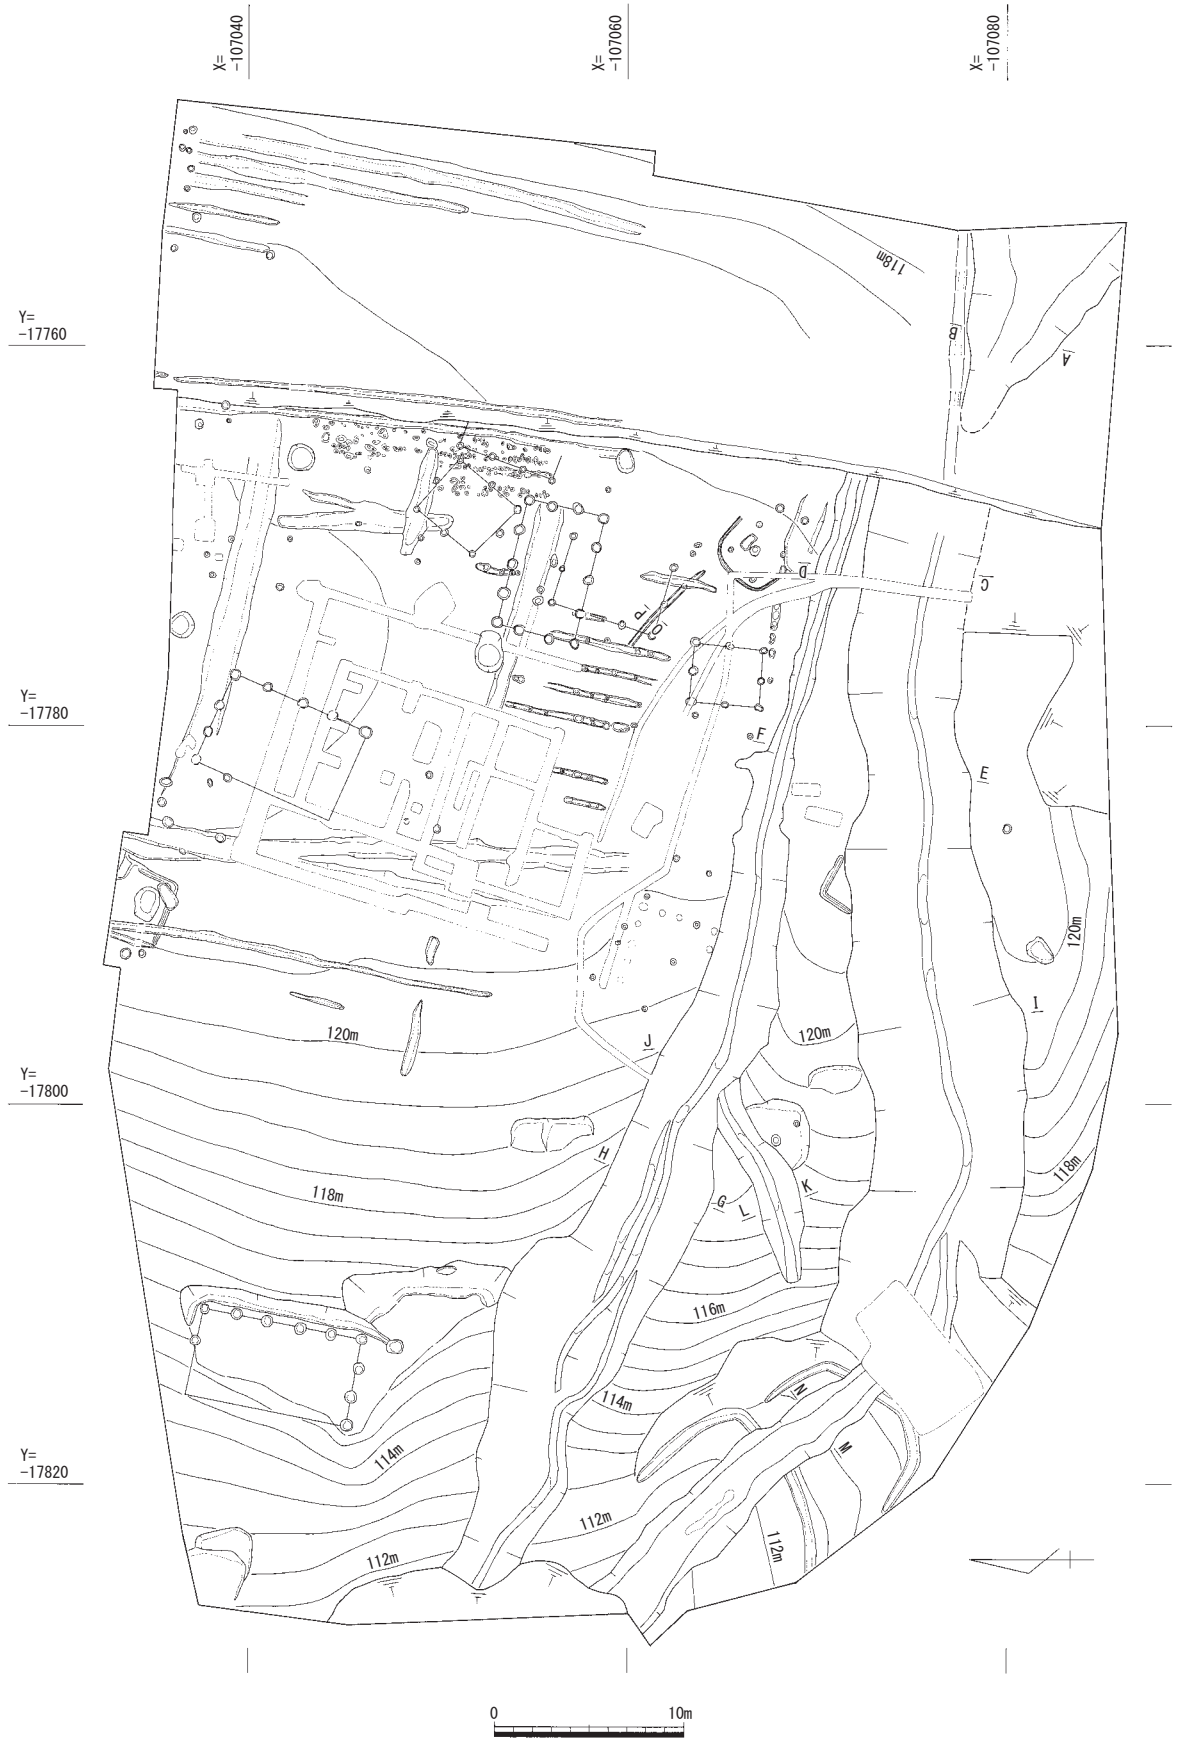 X=
-107040
X=
-107060
X=
-107080
118m
Y=
-17760
B
A
D
C
P
O
Y=
-17780
F
E
120m
I
120m
120m
J
Y=
-17800
H
118m
118m
K
G
L
116m
114m
N
114m
M
Y=
-17820
112m
112m
112m
0
10m